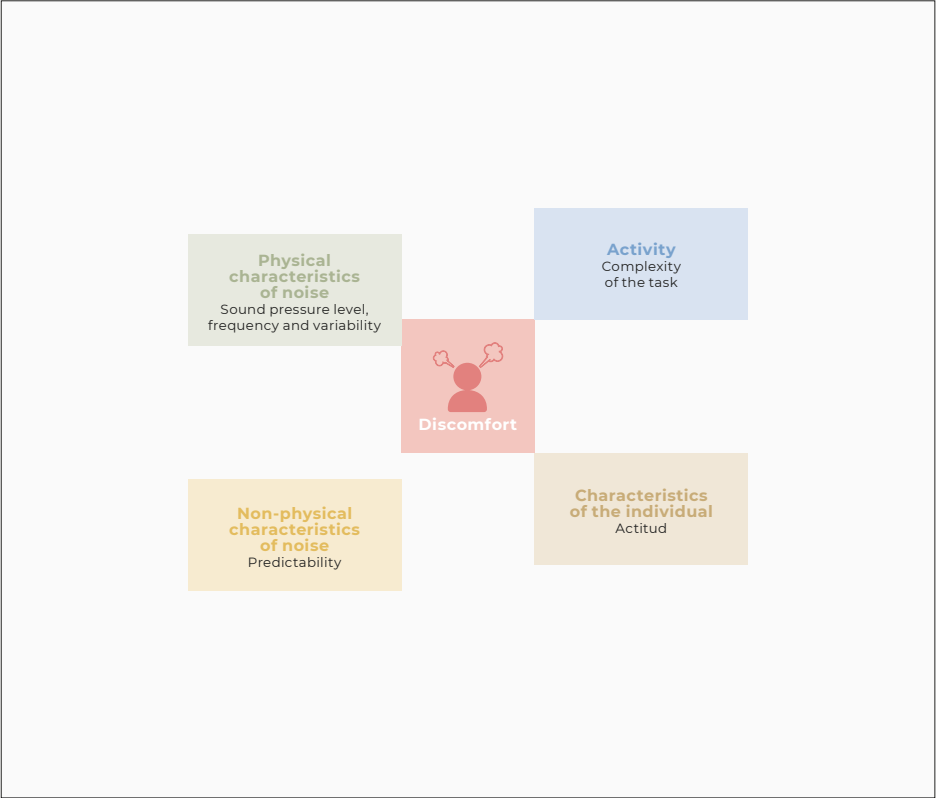 Physical
characteristics
of noise
Sound pressure level,
frequency and variability
Activity
Complexity
of the task
Discomfort
Non-physical
characteristics
of noise
Predictability
Characteristics
of the individual
Actitud